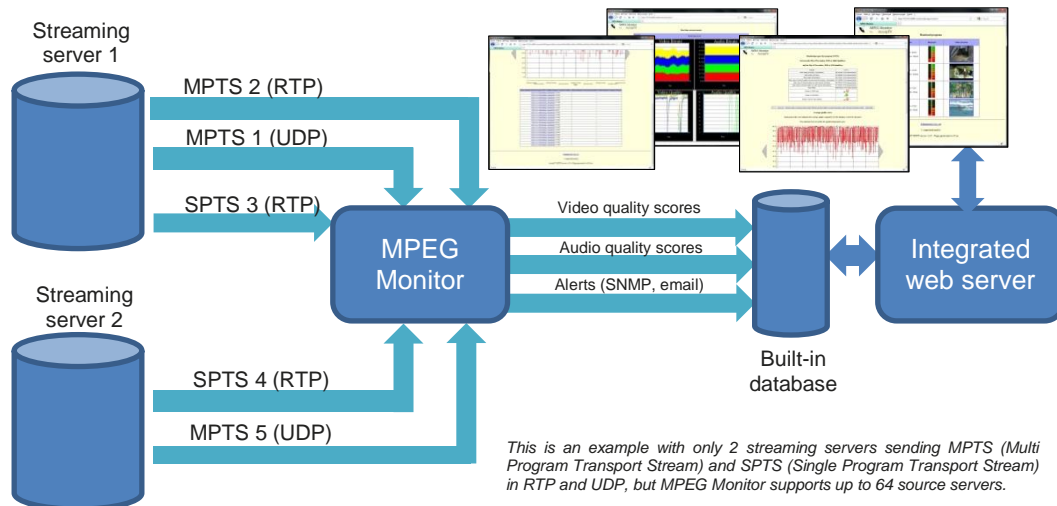 Streaming
server 1
MPTS 2 (RTP)
MPTS 1 (UDP)
SPTS 3 (RTP)
MPEG
Monitor
Video quality scores
Audio quality scores
Alerts (SNMP, email)
Integrated
web server
Built-in
database
Streaming
server 2
SPTS 4 (RTP)
MPTS 5 (UDP)
This is an example with only 2 streaming servers sending MPTS (Multi
Program Transport Stream) and SPTS (Single Program Transport Stream)
in RTP and UDP, but MPEG Monitor supports up to 64 source servers.